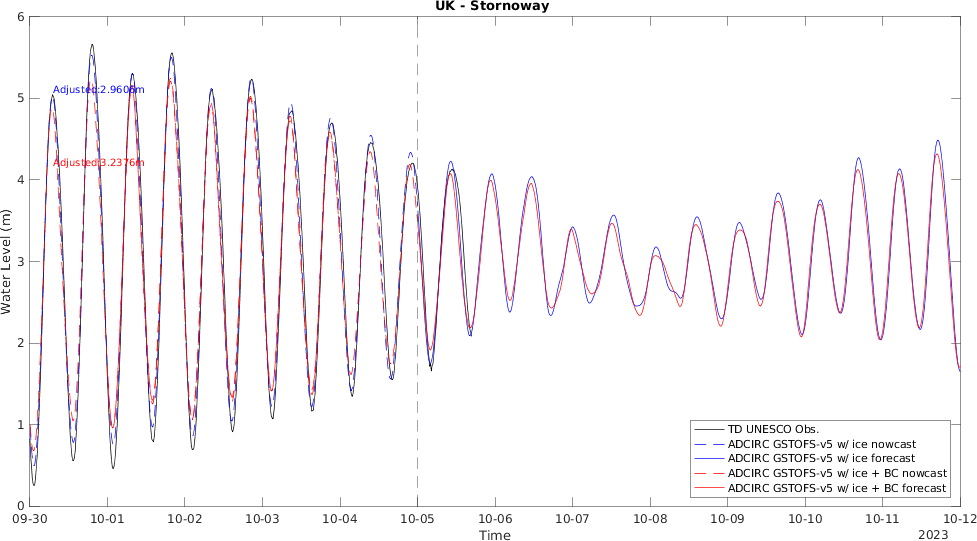 UK - Stornoway
6
5
4
3
2
1
0
Water Level (m)
Adjusted:2.9606m
Adjusted:3.2376m
TD UNESCO Obs.
ADCIRC GSTOFS-v5 w/ ice nowcast
ADCIRC GSTOFS-v5 w/ ice forecast
ADCIRC GSTOFS-v5 w/ ice + BC nowcast
ADCIRC GSTOFS-v5 w/ ice + BC forecast
09-30 10-01 10-02 10-03 10-04 10-05 10-06 10-07 10-08 10-09 10-10 10-11 10-12
Time
2023